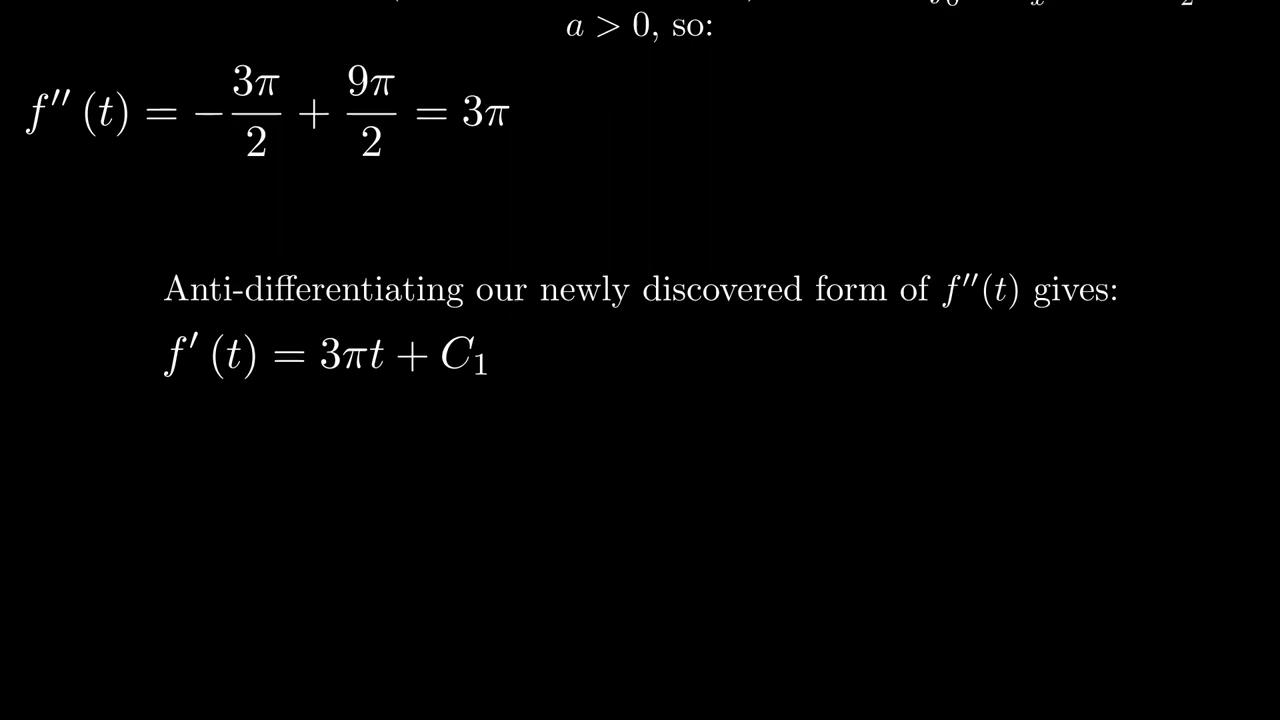 a > 0, so:
f''(t) = −3π/2 + 9π/2 = 3π
Anti-differentiating our newly discovered form of f''(t) gives:
f'(t) = 3πt + C₁